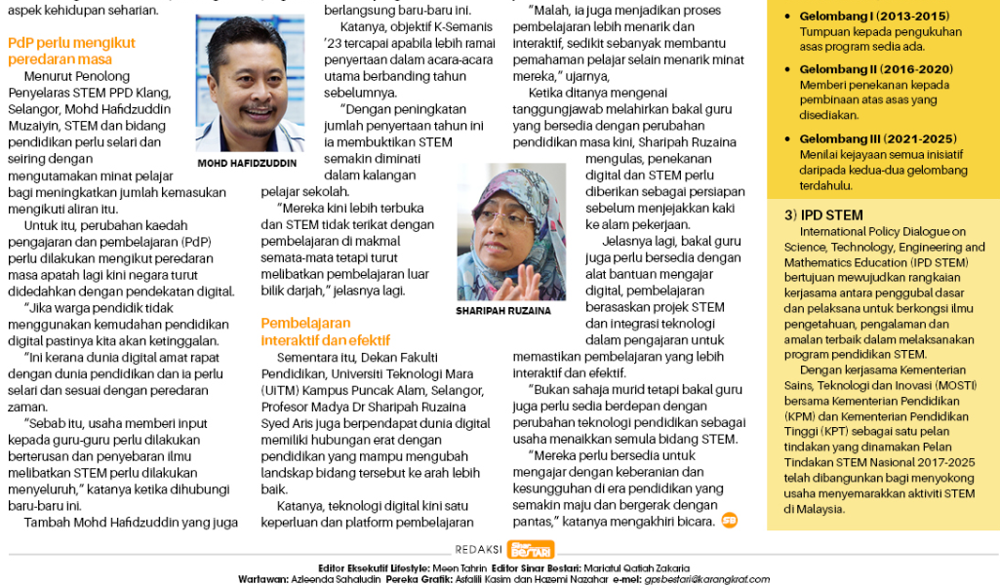 aspek kehidupan seharian.
PdP perlu mengikut
peredaran masa
Menurut Penolong
Penyelaras STEM PPD Klang,
Selangor, Mohd Hafidzuddin
Muzaiyin, STEM dan bidang
pendidikan perlu selari dan
seiring dengan
mengutamakan minat pelajar
bagi meningkatkan jumlah kemasukan
mengikuti aliran itu.
Untuk itu, perubahan kaedah
pengajaran dan pembelajaran (PdP)
perlu dilakukan mengikut peredaran
masa apatah lagi kini negara turut
didedahkan dengan pendekatan digital.
"Jika warga pendidik tidak
menggunakan kemudahan pendidikan
digital pastinya kita akan ketinggalan.
"Ini kerana dunia digital amat rapat
dengan dunia pendidikan dan ia perlu
selari dan sesuai dengan peredaran
zaman.
"Sebab itu, usaha memberi input
kepada guru-guru perlu dilakukan
berterusan dan penyebaran ilmu
melibatkan STEM perlu dilakukan
menyeluruh," katanya ketika dihubungi
baru-baru ini.
Tambah Mohd Hafidzuddin yang juga
MOHD HAFIDZUDDIN
berlangsung baru-baru ini.
Katanya, objektif K-Semanis
'23 tercapai apabila lebih ramai
penyertaan dalam acara-acara
utama berbanding tahun
sebelumnya.
"Dengan peningkatan
jumlah penyertaan tahun ini
ia membuktikan STEM
semakin diminati
dalam kalangan
pelajar sekolah.
"Mereka kini lebih terbuka
dan STEM tidak terikat dengan
pembelajaran di makmal
semata-mata tetapi turut
melibatkan pembelajaran luar
bilik darjah," jelasnya lagi.
Pembelajaran
interaktif dan efektif
Sementara itu, Dekan Fakulti
Pendidikan, Universiti Teknologi Mara
(UiTM) Kampus Puncak Alam, Selangor,
Profesor Madya Dr Sharipah Ruzaina
Syed Aris juga berpendapat dunia digital
memiliki hubungan erat dengan
pendidikan yang mampu mengubah
landskap bidang tersebut ke arah lebih
baik.
Katanya, teknologi digital kini satu
keperluan dan platform pembelajaran
"Malah, ia juga menjadikan proses
pembelajaran lebih menarik dan
interaktif, sedikit sebanyak membantu
pemahaman pelajar selain menarik minat
mereka," ujarnya,
Ketika ditanya mengenai
tanggungjawab melahirkan bakal guru
yang bersedia dengan perubahan
pendidikan masa kini, Sharipah Ruzaina
mengulas, penekanan
digital dan STEM perlu
diberikan sebagai persiapan
sebelum menjejakkan kaki
ke alam pekerjaan.
Jelasnya lagi, bakal guru
juga perlu bersedia dengan
alat bantuan mengajar
digital, pembelajaran
berasaskan projek STEM
dan integrasi teknologi
dalam pengajaran untuk
memastikan pembelajaran yang lebih
interaktif dan efektif.
"Bukan sahaja murid tetapi bakal guru
juga perlu sedia berdepan dengan
perubahan teknologi pendidikan sebagai
usaha menaikkan semula bidang STEM.
"Mereka perlu bersedia untuk
mengajar dengan keberanian dan
kesungguhan di era pendidikan yang
semakin maju dan bergerak dengan
pantas," katanya mengakhiri bicara. SB
SHARIPAH RUZAINA
• Gelombang I (2013-2015)
Tumpuan kepada pengukuhan
asas program sedia ada.
• Gelombang II (2016-2020)
Memberi penekanan kepada
pembinaan atas asas yang
disediakan.
• Gelombang III (2021-2025)
Menilai kejayaan semua inisiatif
daripada kedua-dua gelombang
terdahulu.
3) IPD STEM
International Policy Dialogue on
Science, Technology, Engineering and
Mathematics Education (IPD STEM)
bertujuan mewujudkan rangkaian
kerjasama antara penggubal dasar
dan pelaksana untuk berkongsi ilmu
pengetahuan, pengalaman dan
amalan terbaik dalam melaksanakan
program pendidikan STEM.
Dengan kerjasama Kementerian
Sains, Teknologi dan Inovasi (MOSTI)
bersama Kementerian Pendidikan
(KPM) dan Kementerian Pendidikan
Tinggi (KPT) sebagai satu pelan
tindakan yang dinamakan Pelan
Tindakan STEM Nasional 2017-2025
telah dibangunkan bagi menyokong
usaha menyemarakkan aktiviti STEM
di Malaysia.
REDAKSI Sinar BESTARI
Editor Eksekutif Lifestyle: Meen Tahrin Editor Sinar Bestari: Mariatul Qatiah Zakaria
Wartawan: Azleenda Sahaludin Pereka Grafik: Asfalili Kasim dan Hazemi Nazahar e-mel: gpsbestari@karangkraf.com